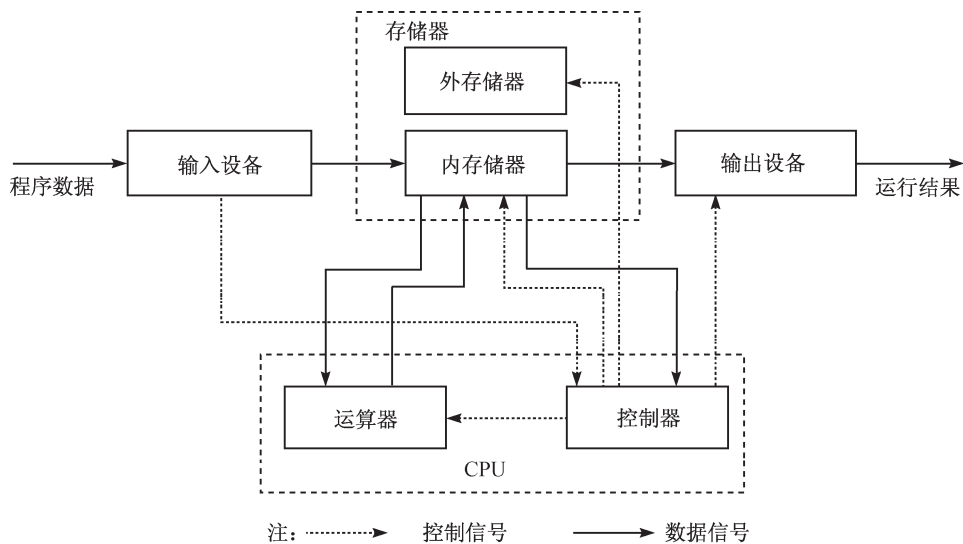 存储器
外存储器
输入设备
内存储器
输出设备
程序数据
运行结果
运算器
控制器
CPU
注：
控制信号
数据信号